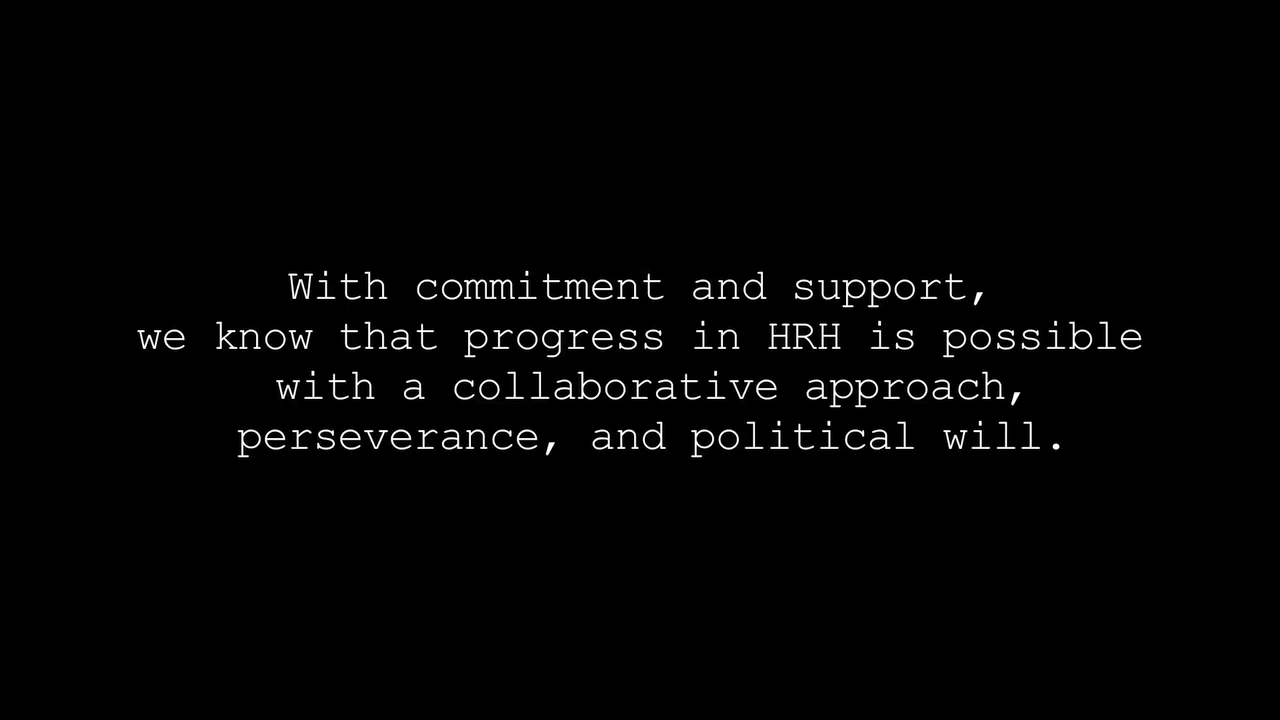 With commitment and support,
we know that progress in HRH is possible
with a collaborative approach,
perseverance, and political will.